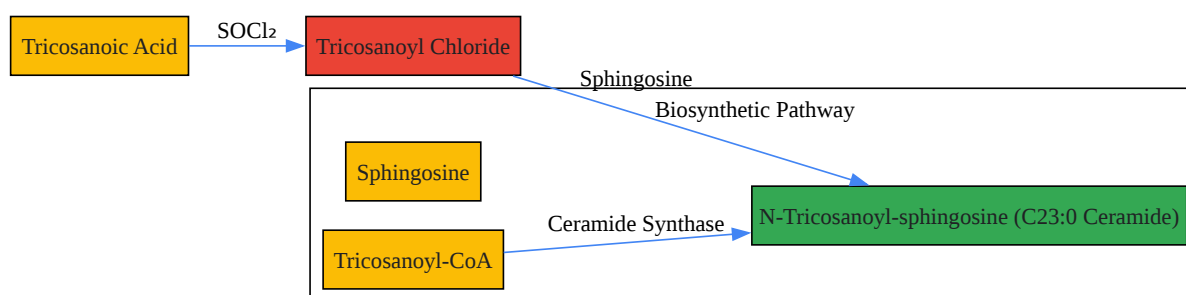 SOCl₂
Tricosanoic Acid
Tricosanoyl Chloride
Sphingosine
Biosynthetic Pathway
Sphingosine
N-Tricosanoyl-sphingosine (C23:0 Ceramide)
Ceramide Synthase
Tricosanoyl-CoA